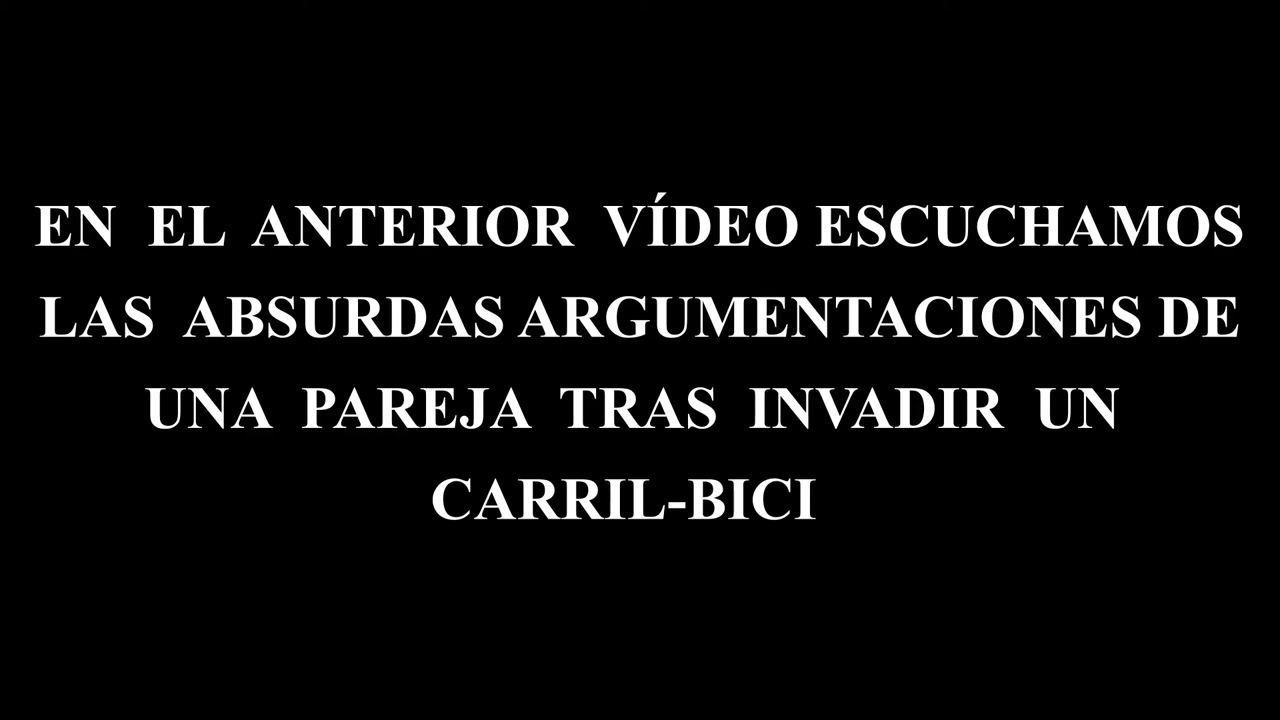 EN EL ANTERIOR VÍDEO ESCUCHAMOS
LAS ABSURDAS ARGUMENTACIONES DE
UNA PAREJA TRAS INVADIR UN
CARRIL-BICI